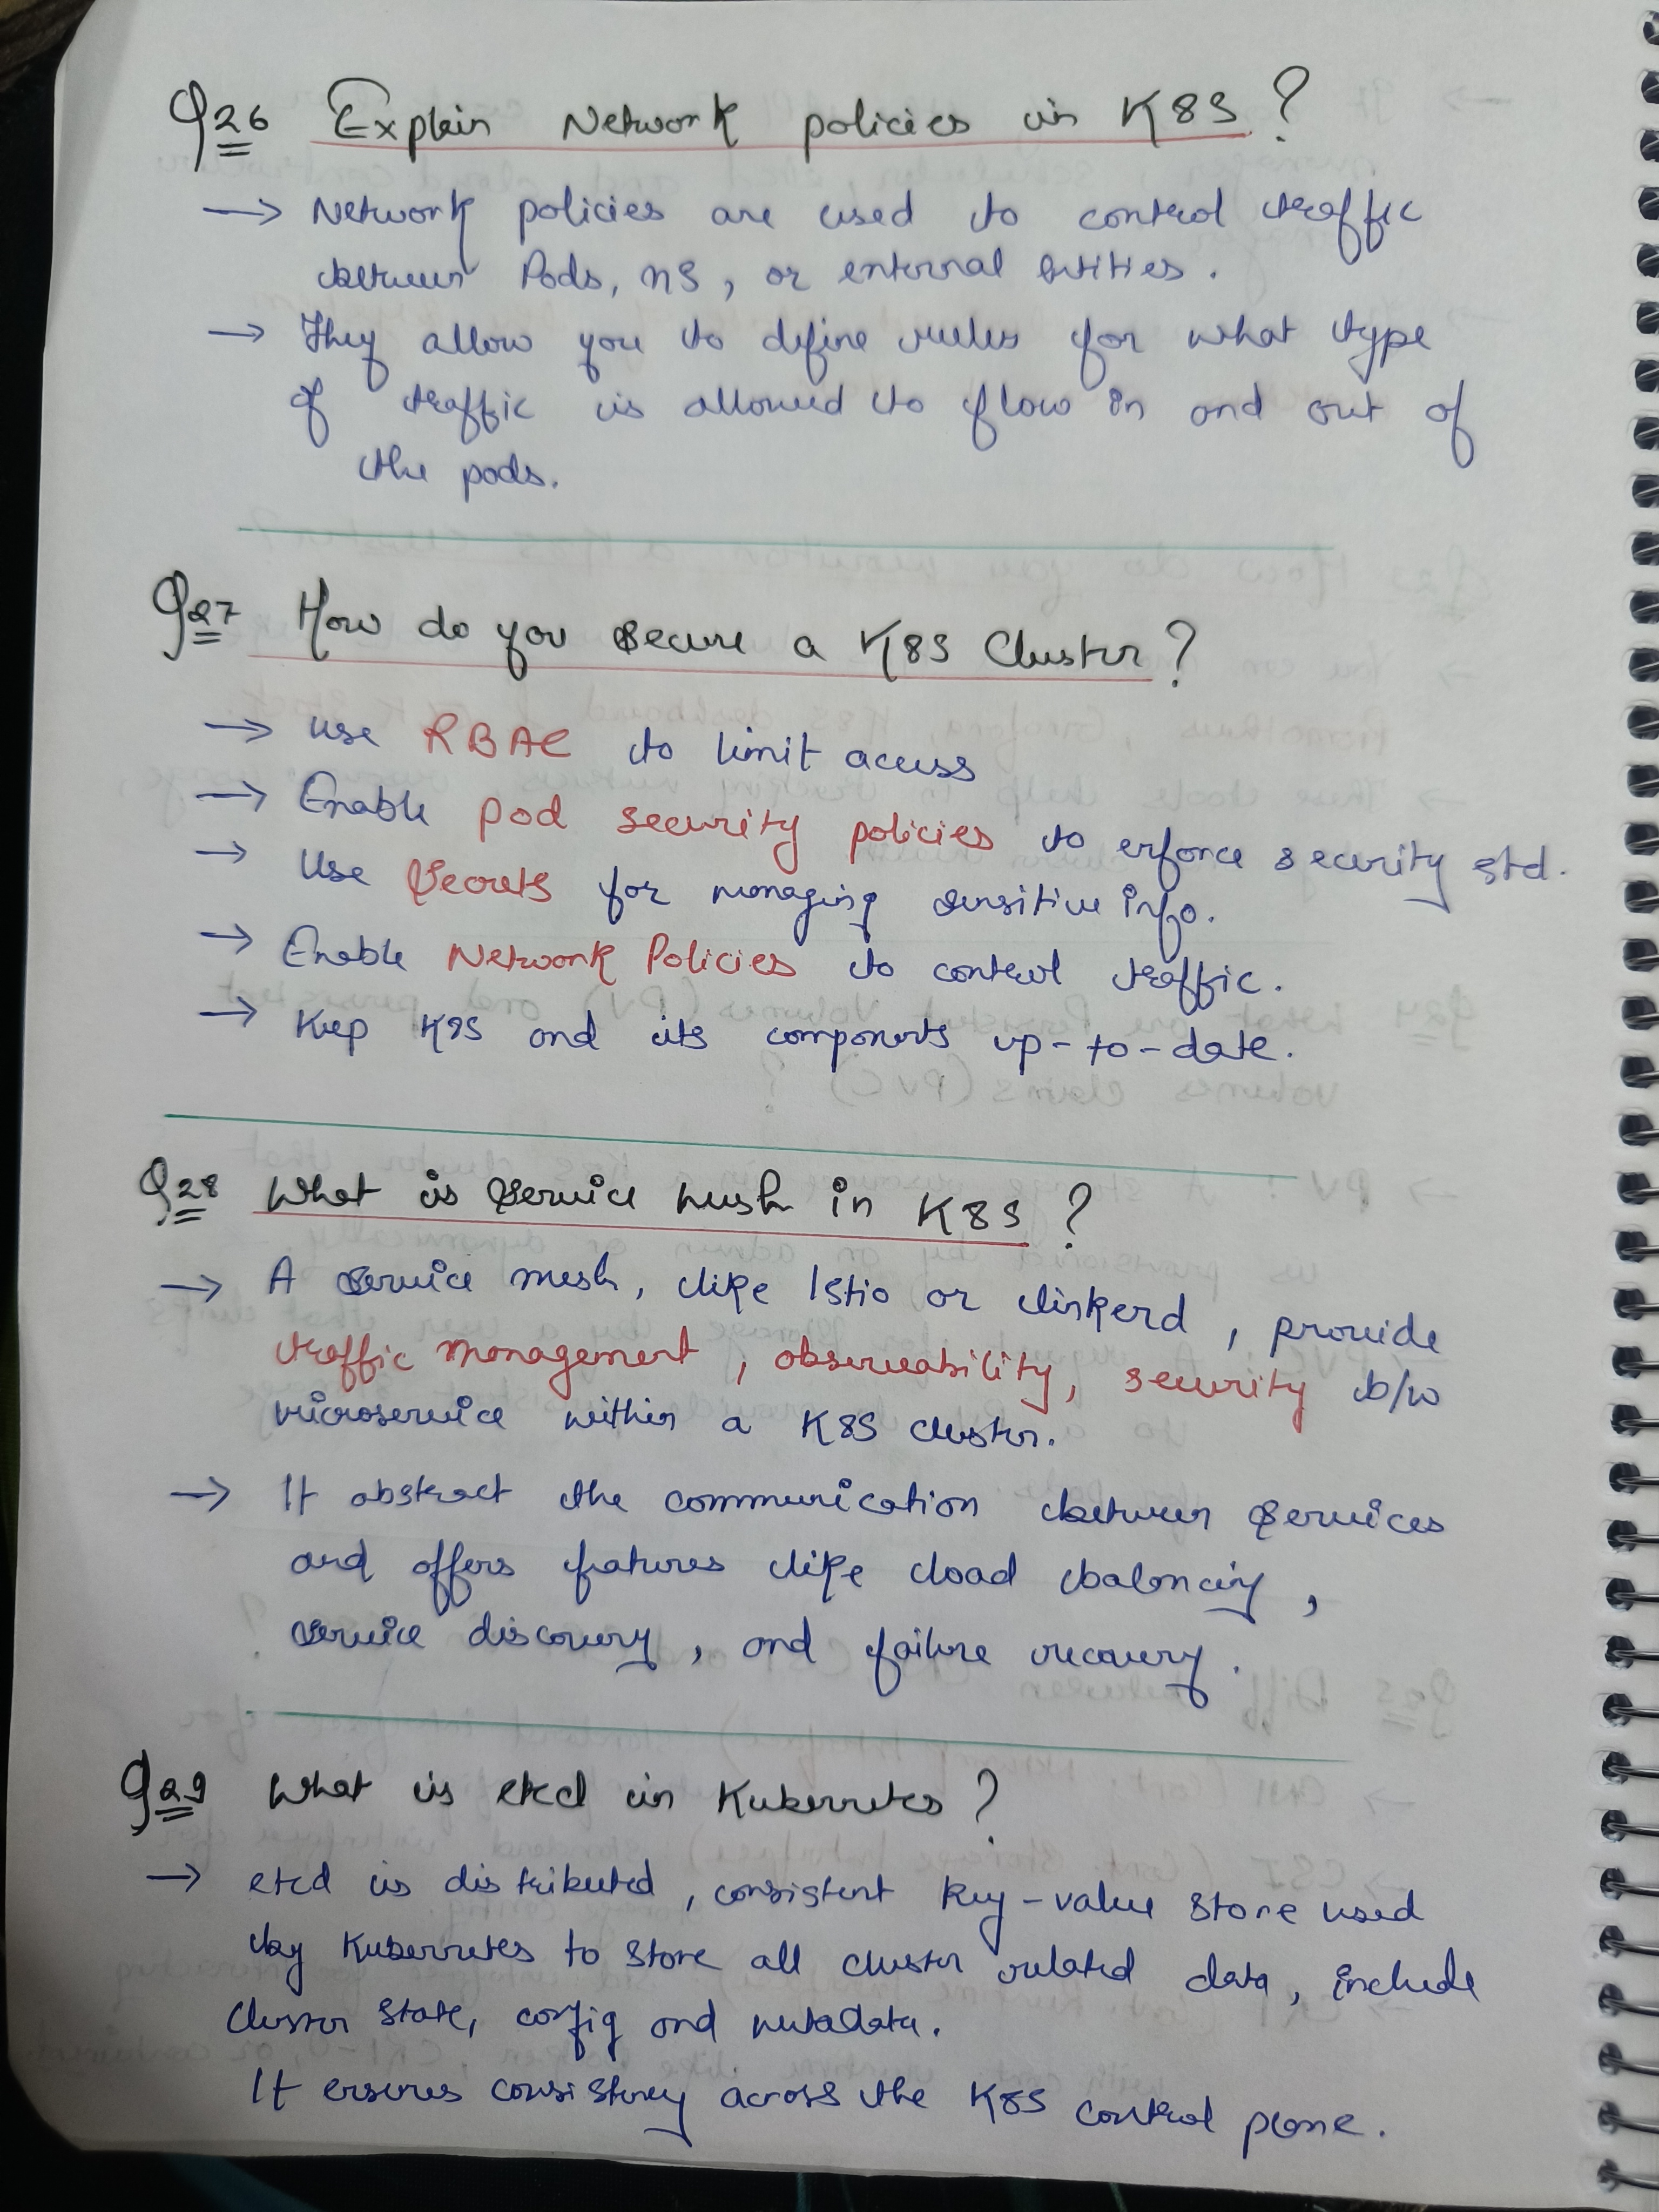 Q26 Explain Network policies in K8S ?
→ Network policies are used to control traffic
between Pods, ns, or external entities.
→ They allow you to define rules for what type
of traffic is allowed to flow in and out of
the pods.
Q27 How do you secure a K8S Cluster ?
→ use RBAC to limit access
→ Enable pod security policies to enforce security std.
→ Use Secrets for managing sensitive info.
→ Enable Network Policies to control traffic.
→ Keep K8S and its components up-to-date.
Q28 What is service mesh in K8S ?
→ A service mesh, like Istio or linkerd, provide
traffic management, observability, security b/w
microservice within a K8S cluster.
→ It abstract the communication between services
and offers features like load balancing,
service discovery, and failure recovery.
Q29 What is etcd in Kubernetes ?
→ etcd is distributed, consistent key-value store used
by Kubernetes to store all cluster related data, include
cluster state, config and metadata.
It ensures consistency across the K8S control plane.